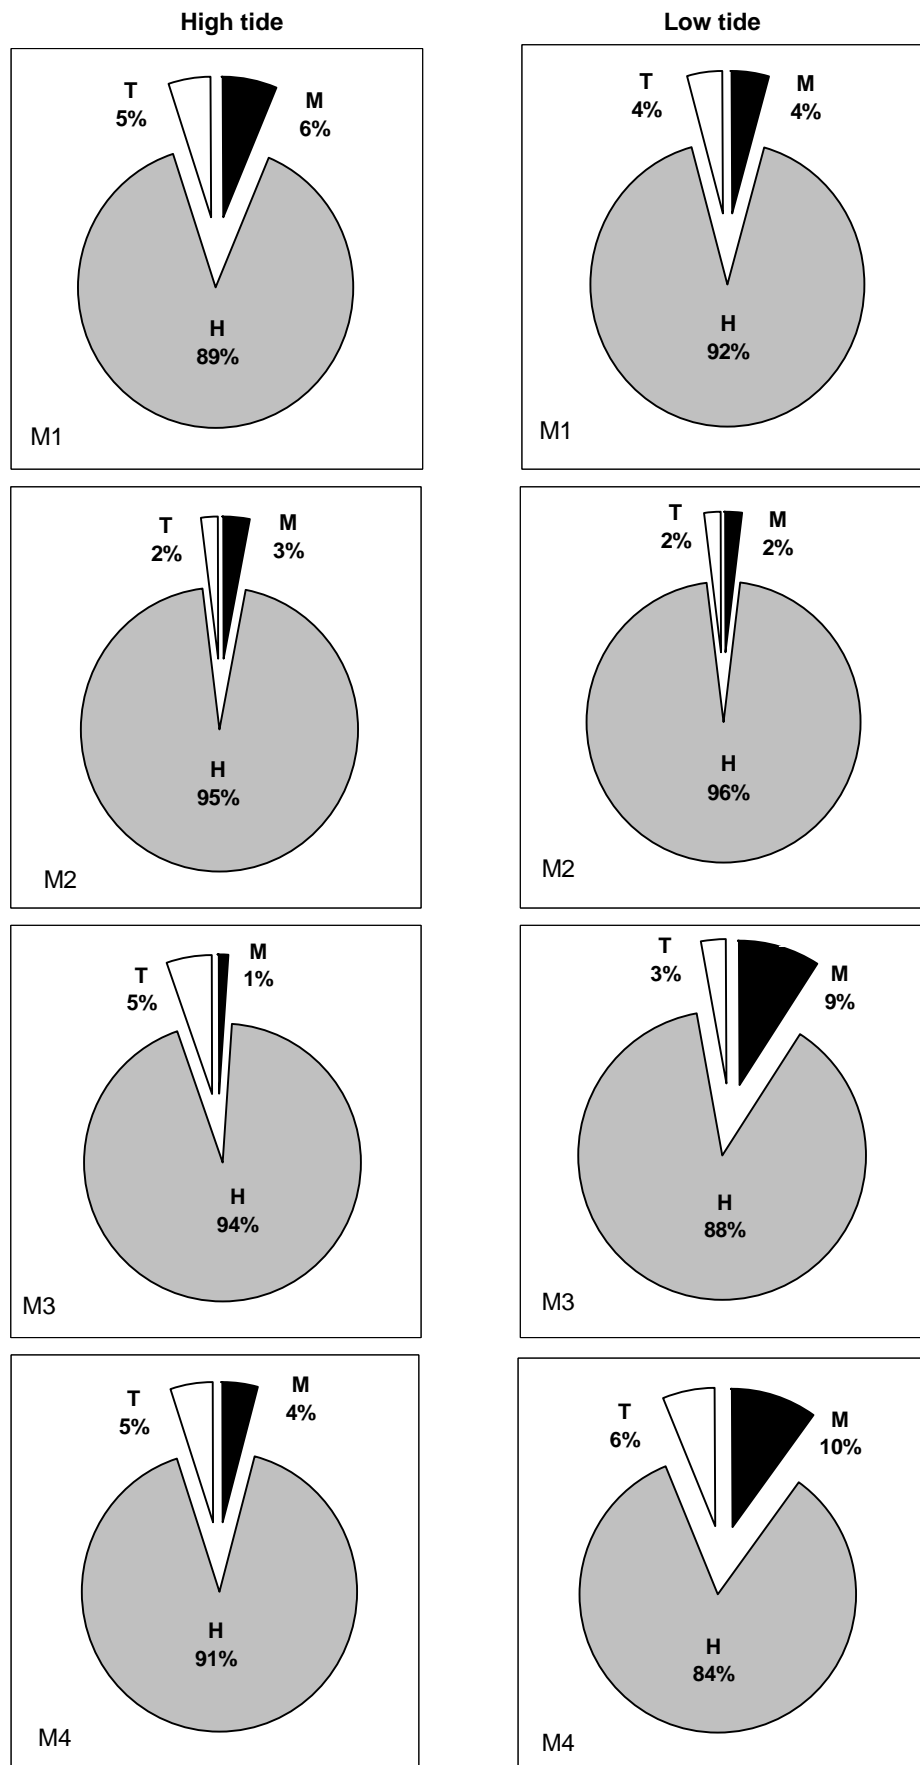 High tide
Low tide
T
5%
M
6%
H
89%
M1
T
4%
M
4%
H
92%
M1
T
2%
M
3%
H
95%
M2
T
2%
M
2%
H
96%
M2
T
5%
M
1%
H
94%
M3
T
3%
M
9%
H
88%
M3
T
5%
M
4%
H
91%
M4
T
6%
M
10%
H
84%
M4